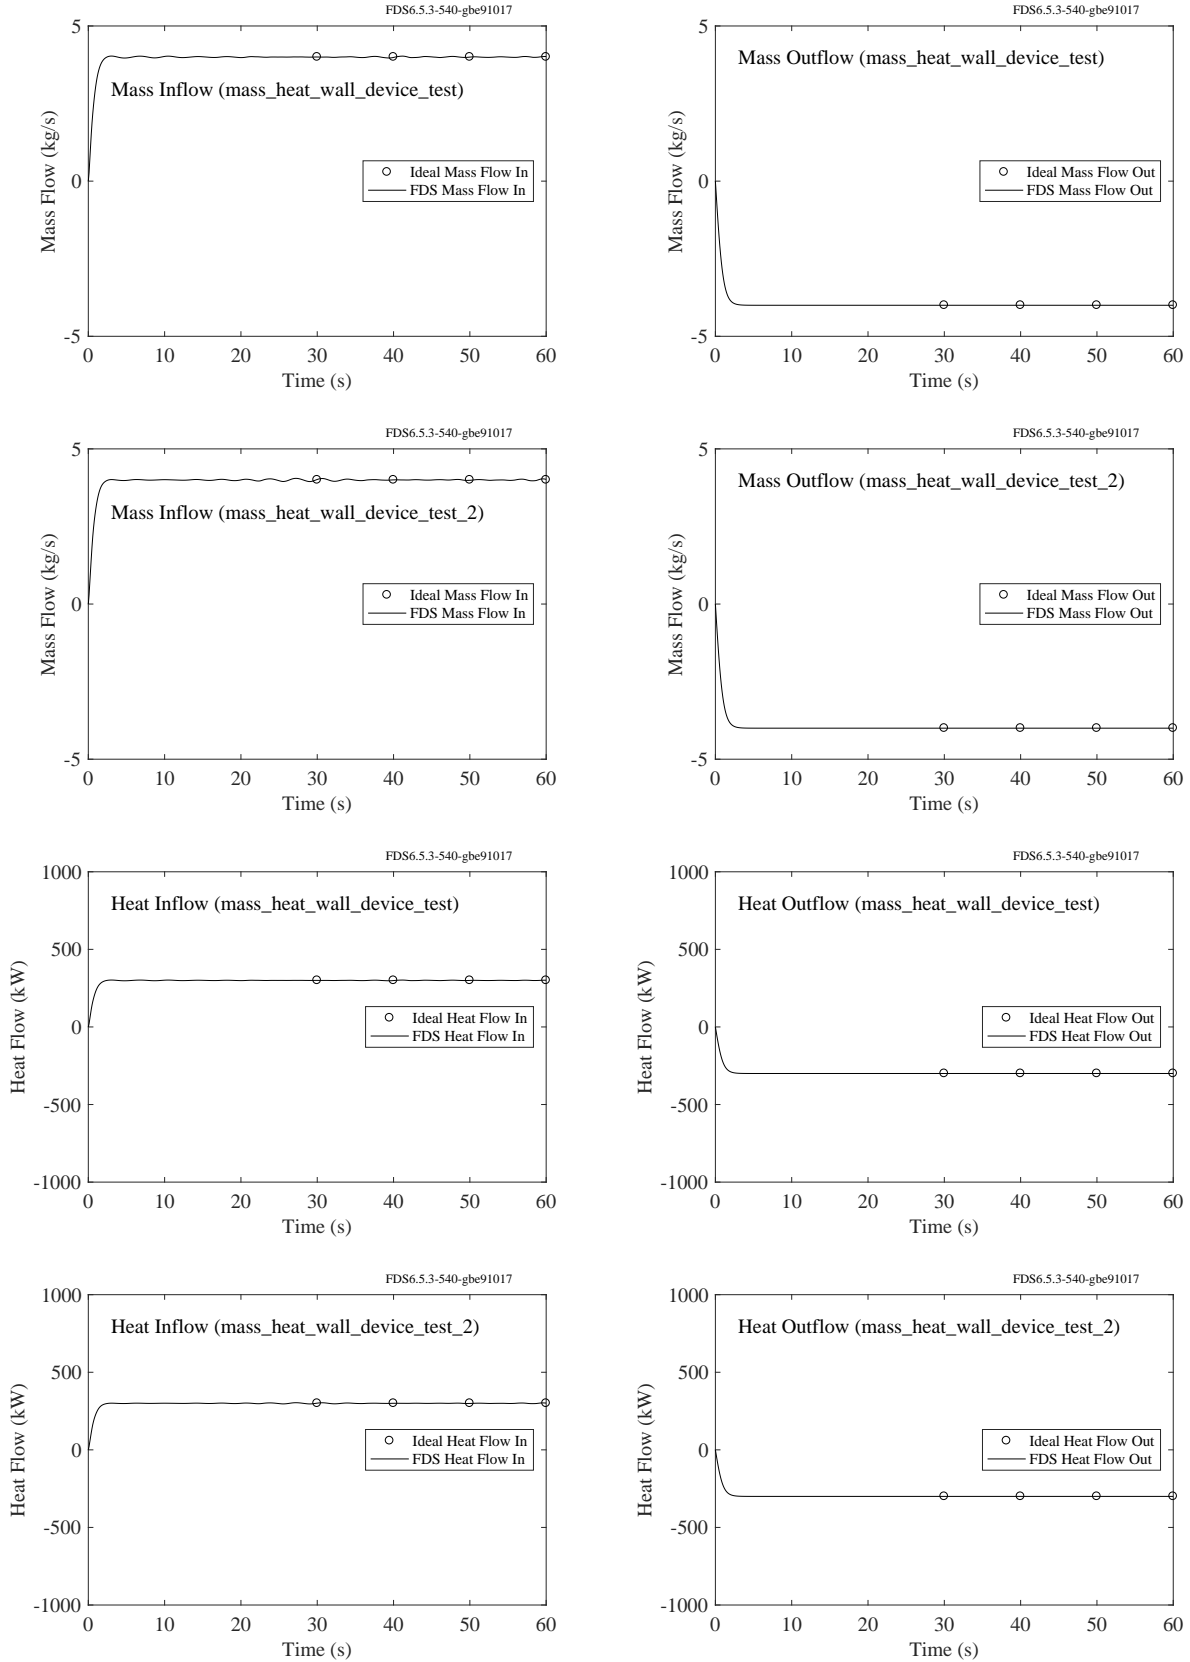 FDS6.5.3-540-gbe91017
5
Mass Inflow (mass_heat_wall_device_test)
Mass Flow (kg/s)
Ideal Mass Flow In
FDS Mass Flow In
0
-5
0 10 20 30 40 50 60
Time (s)
FDS6.5.3-540-gbe91017
5
Mass Outflow (mass_heat_wall_device_test)
Mass Flow (kg/s)
Ideal Mass Flow Out
FDS Mass Flow Out
0
-5
0 10 20 30 40 50 60
Time (s)
FDS6.5.3-540-gbe91017
5
Mass Inflow (mass_heat_wall_device_test_2)
Mass Flow (kg/s)
Ideal Mass Flow In
FDS Mass Flow In
0
-5
0 10 20 30 40 50 60
Time (s)
FDS6.5.3-540-gbe91017
5
Mass Outflow (mass_heat_wall_device_test_2)
Mass Flow (kg/s)
Ideal Mass Flow Out
FDS Mass Flow Out
0
-5
0 10 20 30 40 50 60
Time (s)
FDS6.5.3-540-gbe91017
1000
Heat Inflow (mass_heat_wall_device_test)
500
Heat Flow (kW)
Ideal Heat Flow In
FDS Heat Flow In
0
-500
-1000
0 10 20 30 40 50 60
Time (s)
FDS6.5.3-540-gbe91017
1000
Heat Outflow (mass_heat_wall_device_test)
500
Heat Flow (kW)
Ideal Heat Flow Out
FDS Heat Flow Out
0
-500
-1000
0 10 20 30 40 50 60
Time (s)
FDS6.5.3-540-gbe91017
1000
Heat Inflow (mass_heat_wall_device_test_2)
500
Heat Flow (kW)
Ideal Heat Flow In
FDS Heat Flow In
0
-500
-1000
0 10 20 30 40 50 60
Time (s)
FDS6.5.3-540-gbe91017
1000
Heat Outflow (mass_heat_wall_device_test_2)
500
Heat Flow (kW)
Ideal Heat Flow Out
FDS Heat Flow Out
0
-500
-1000
0 10 20 30 40 50 60
Time (s)